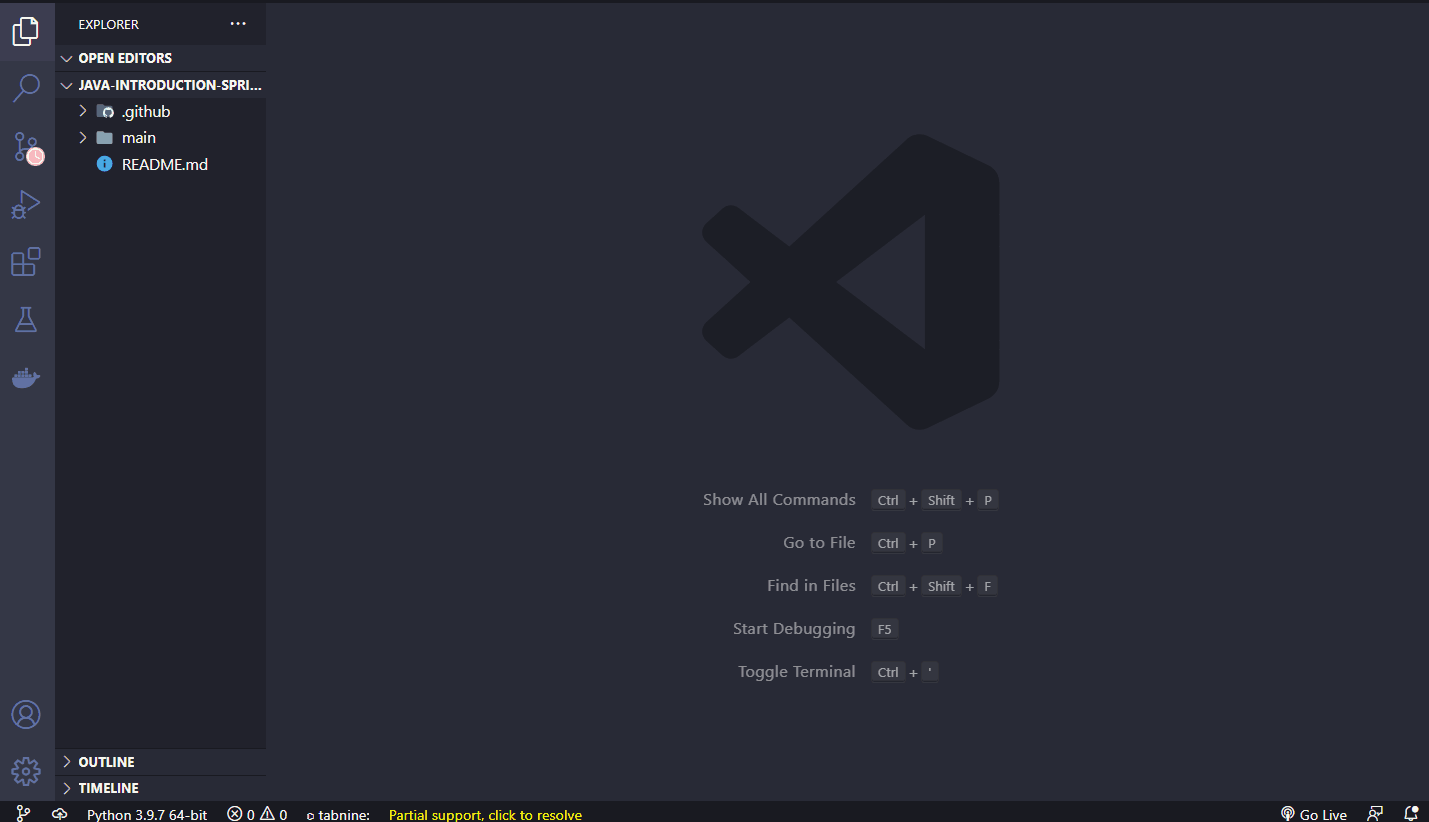 EXPLORER ...
OPEN EDITORS
JAVA-INTRODUCTION-SPRI...
.github
main
README.md
Show All Commands Ctrl + Shift + P
Go to File Ctrl + P
Find in Files Ctrl + Shift + F
Start Debugging F5
Toggle Terminal Ctrl + '
OUTLINE
TIMELINE
Python 3.9.7 64-bit 0 0 tabnine: Partial support, click to resolve Go Live